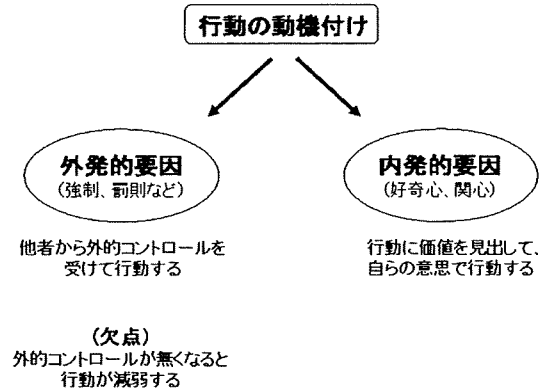 行動の動機付け
外発的要因
(強制、罰則など)
他者から外的コントロールを
受けて行動する
(欠点)
外的コントロールが無くなると
行動が減弱する
内発的要因
(好奇心、関心)
行動に価値を見出して、
自らの意思で行動する